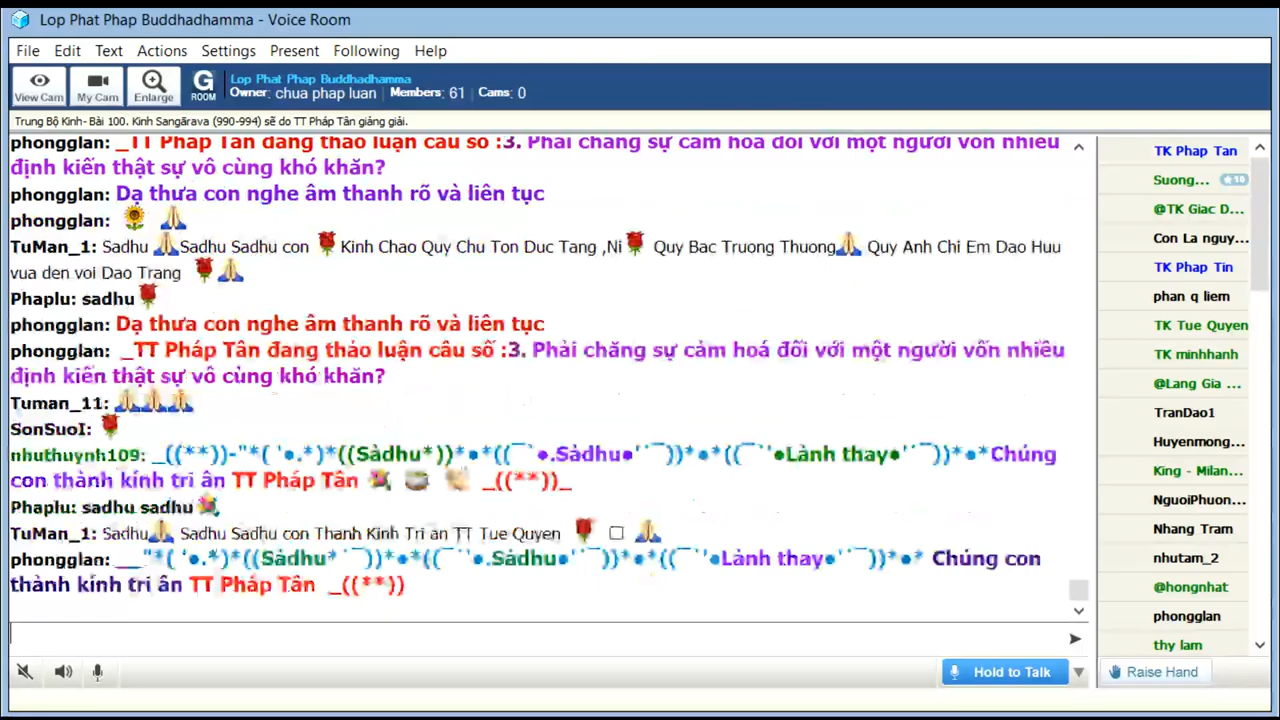 Lop Phat Phap Buddhadhamma - Voice Room
File Edit Text Actions Settings Present Following Help
View Cam My Cam Enlarge G ROOM
Lop Phat Phap Buddhadhamma
Owner: chua phap luan Members: 61 Cams: 0
Trung Bộ Kinh- Bài 100. Kinh Sangārava (990-994) sẽ do TT Pháp Tân giảng giải.
phongglan: _TT Pháp Tân đang thảo luận câu số :3. Phải chăng sự cảm hoá đối với một người vốn nhiều
định kiến thật sự vô cùng khó khăn?
phongglan: Dạ thưa con nghe âm thanh rõ và liên tục
phongglan: 🌻 🙏
TuMan_1: Sadhu 🙏Sadhu Sadhu con 🌹Kinh Chao Quy Chu Ton Duc Tang ,Ni🌹 Quy Bac Truong Thuong🙏 Quy Anh Chi Em Dao Huu
vua den voi Dao Trang 🌹🙏
Phaplu: sadhu🌹
phongglan: Dạ thưa con nghe âm thanh rõ và liên tục
phongglan: _TT Pháp Tân đang thảo luận câu số :3. Phải chăng sự cảm hoá đối với một người vốn nhiều
định kiến thật sự vô cùng khó khăn?
Tuman_11: 🙏🙏🙏
SonSuoI: 🌹
nhuthuynh109: _((**))-"*( '●.*)*((Sàdhu*))*●*((¯`●.Sàdhu●'´¯))*●*((¯`'●Lành thay●'´¯))*●*Chúng
con thành kính tri ân TT Pháp Tân 💐 _((**))_
Phaplu: sadhu sadhu💐
TuMan_1: Sadhu🙏 Sadhu Sadhu con Thanh Kinh Tri ân TT Tue Quyen 🌹 □ 🙏
phongglan: __"*( '●.*)*((Sàdhu*´¯))*●*((¯`●.Sàdhu●'´¯))*●*((¯`'●Lành thay●'´¯))*●* Chúng con
thành kính tri ân TT Pháp Tân _((**))
TK Phap Tan
Suong... 10
@TK Giac D...
Con La nguy...
TK Phap Tin
phan q liem
TK Tue Quyen
TK minhhanh
@Lang Gia ...
TranDao1
Huyenmong...
King - Milan...
NguoiPhuon...
Nhang Tram
nhutam_2
@hongnhat
phongglan
thy lam
Hold to Talk
Raise Hand